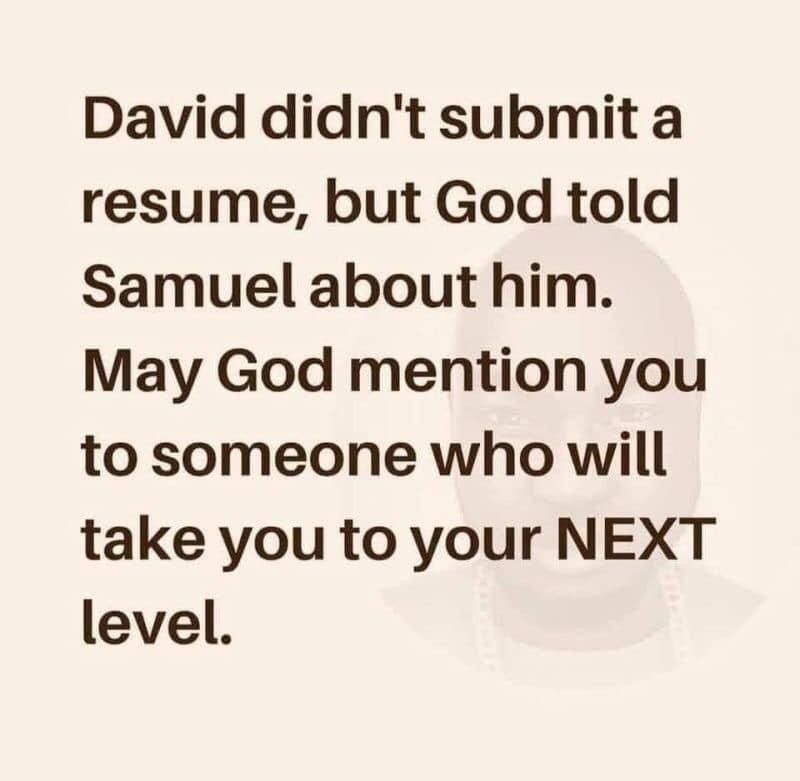 David didn't submit a
resume, but God told
Samuel about him.
May God mention you
to someone who will
take you to your NEXT
level.